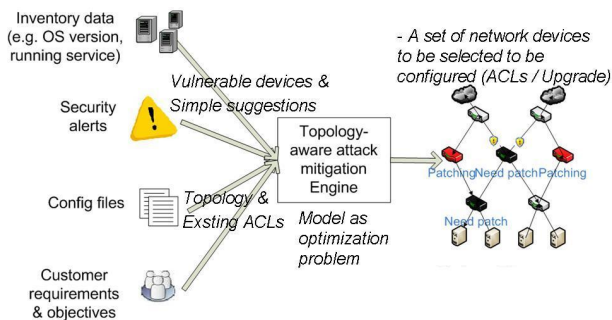 Inventory data
(e.g. OS version,
running service)
Security
alerts
Config files
Customer
requirements
& objectives
Vulnerable devices &
Simple suggestions
Topology &
Exsting ACLs
Topology-
aware attack
mitigation
Engine
Model as
optimization
problem
- A set of network devices
to be selected to be
configured (ACLs / Upgrade)
Patching
Need patch
Patching
Need patch